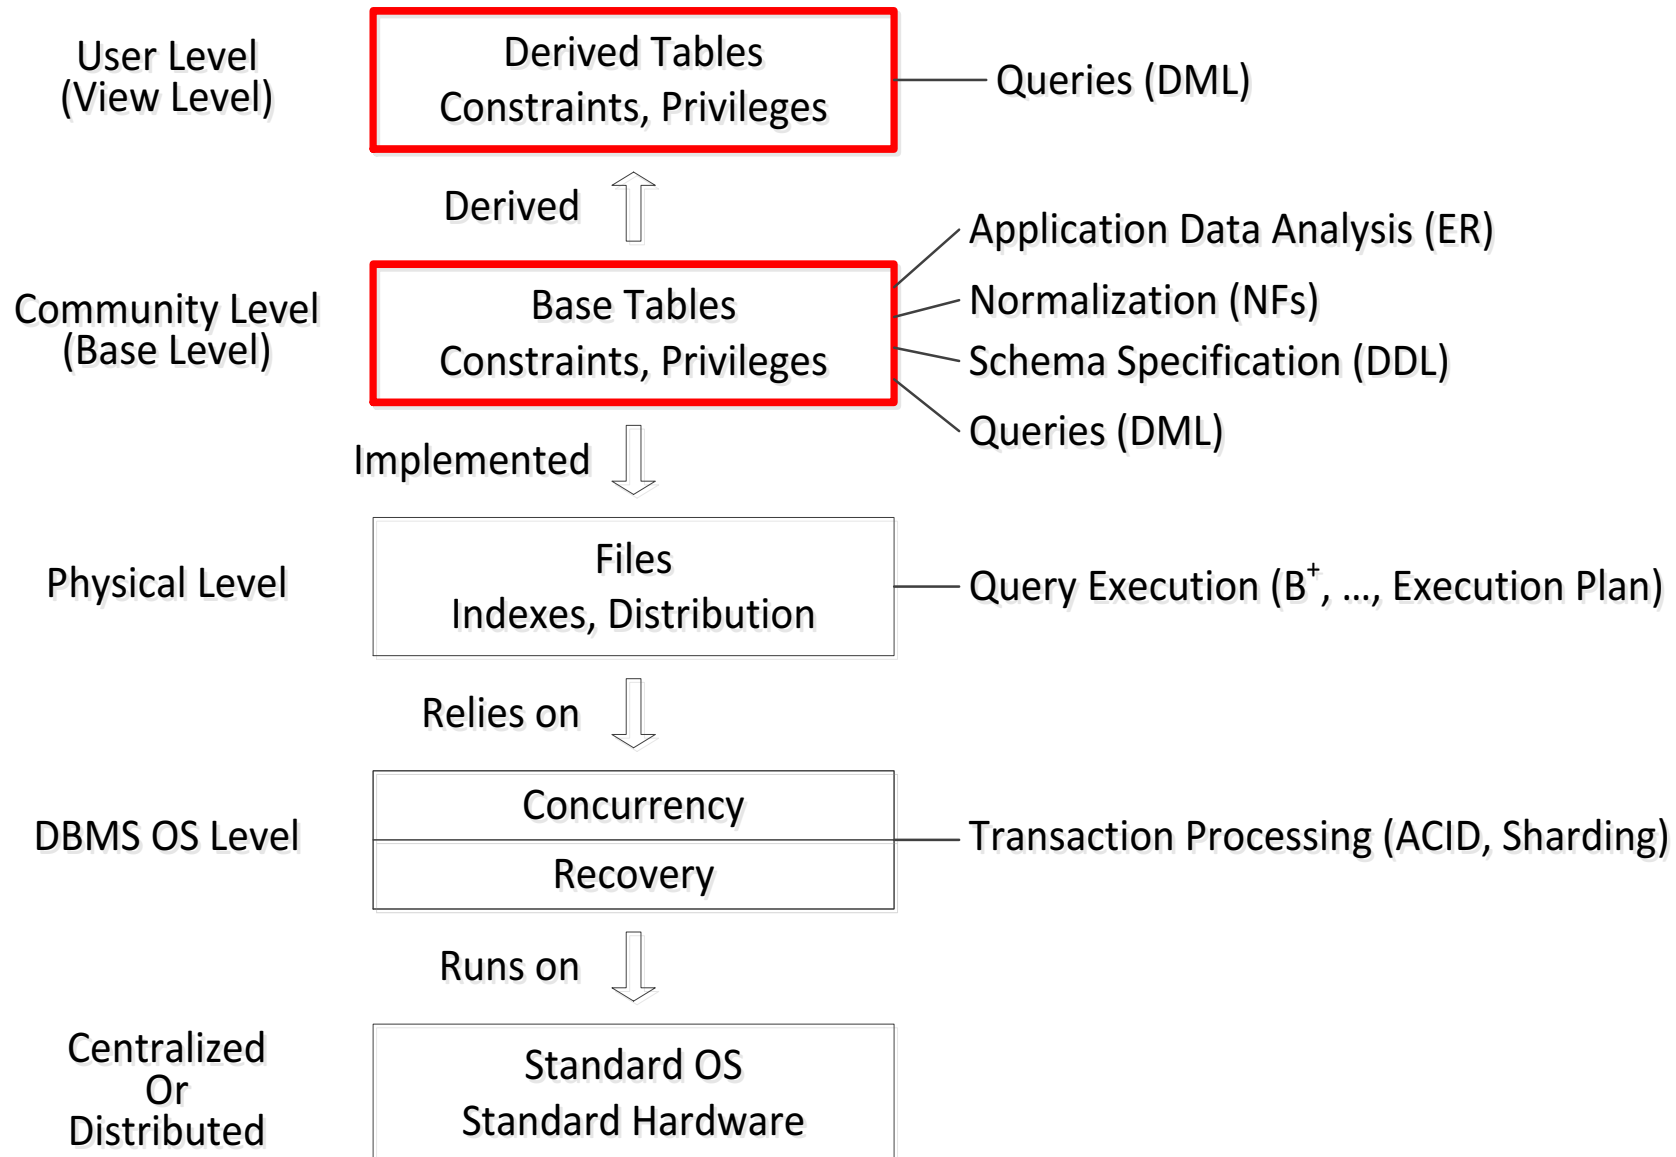 User Level
(View Level)
Derived Tables
Constraints, Privileges
Queries (DML)
Derived
Community Level
(Base Level)
Base Tables
Constraints, Privileges
Application Data Analysis (ER)
Normalization (NFs)
Schema Specification (DDL)
Queries (DML)
Implemented
Physical Level
Files
Indexes, Distribution
Query Execution (B⁺, ..., Execution Plan)
Relies on
DBMS OS Level
Concurrency
Recovery
Transaction Processing (ACID, Sharding)
Runs on
Centralized
Or
Distributed
Standard OS
Standard Hardware